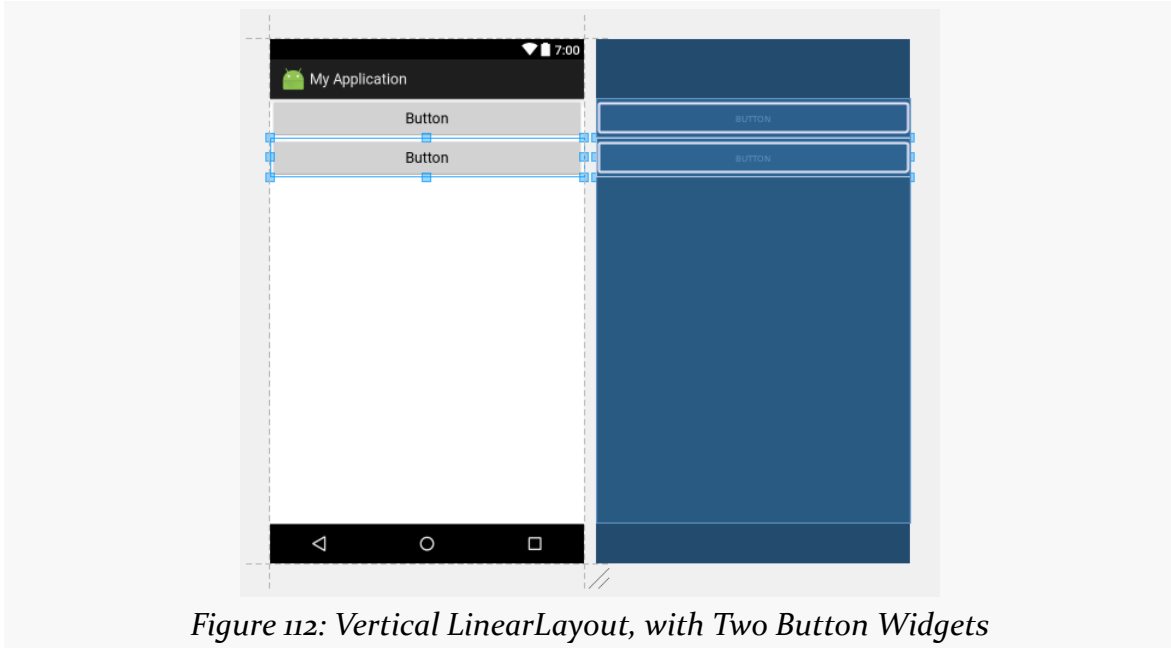 7:00
My Application
Button
BUTTON
Button
BUTTON
Figure 112: Vertical LinearLayout, with Two Button Widgets